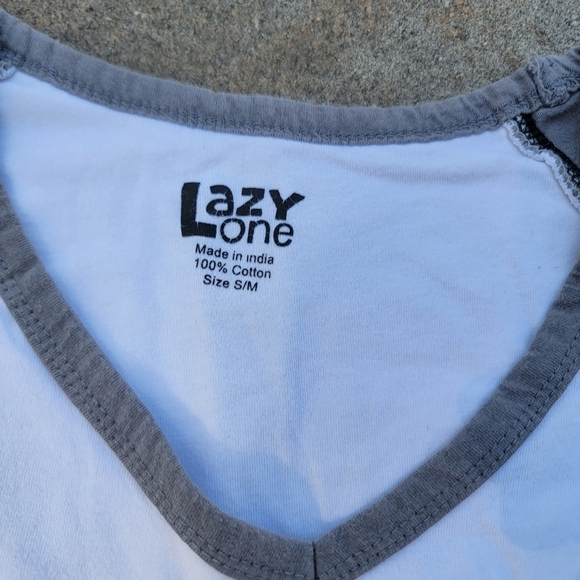 Lazy
one
Made in india
100% Cotton
Size S/M